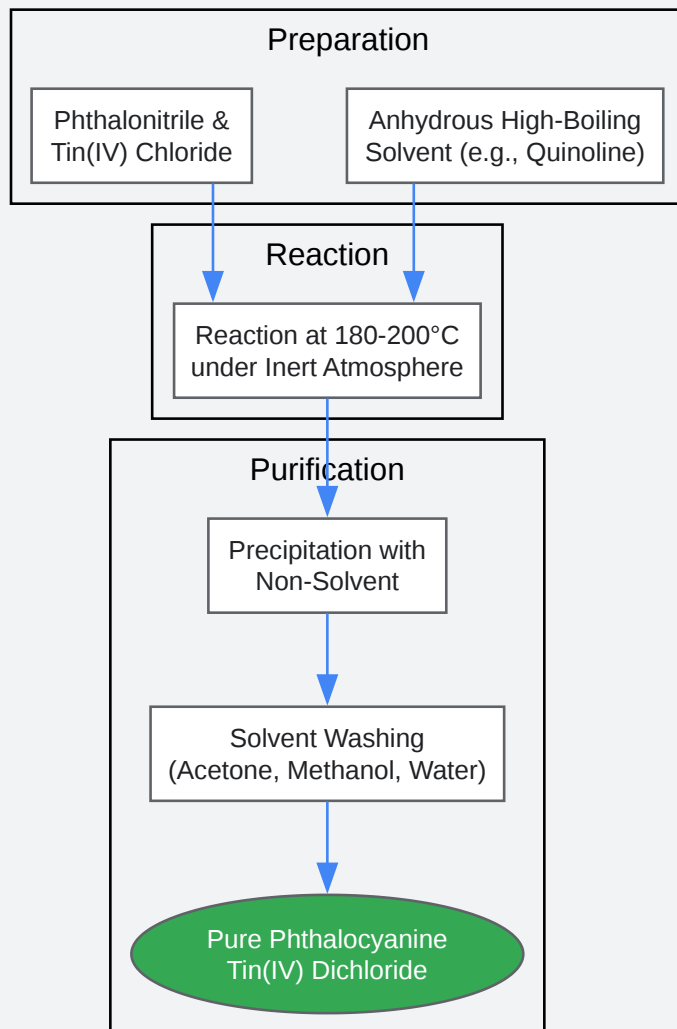 Preparation
Phthalonitrile &
Tin(IV) Chloride
Anhydrous High-Boiling
Solvent (e.g., Quinoline)
Reaction
Reaction at 180-200°C
under Inert Atmosphere
Purification
Precipitation with
Non-Solvent
Solvent Washing
(Acetone, Methanol, Water)
Pure Phthalocyanine
Tin(IV) Dichloride